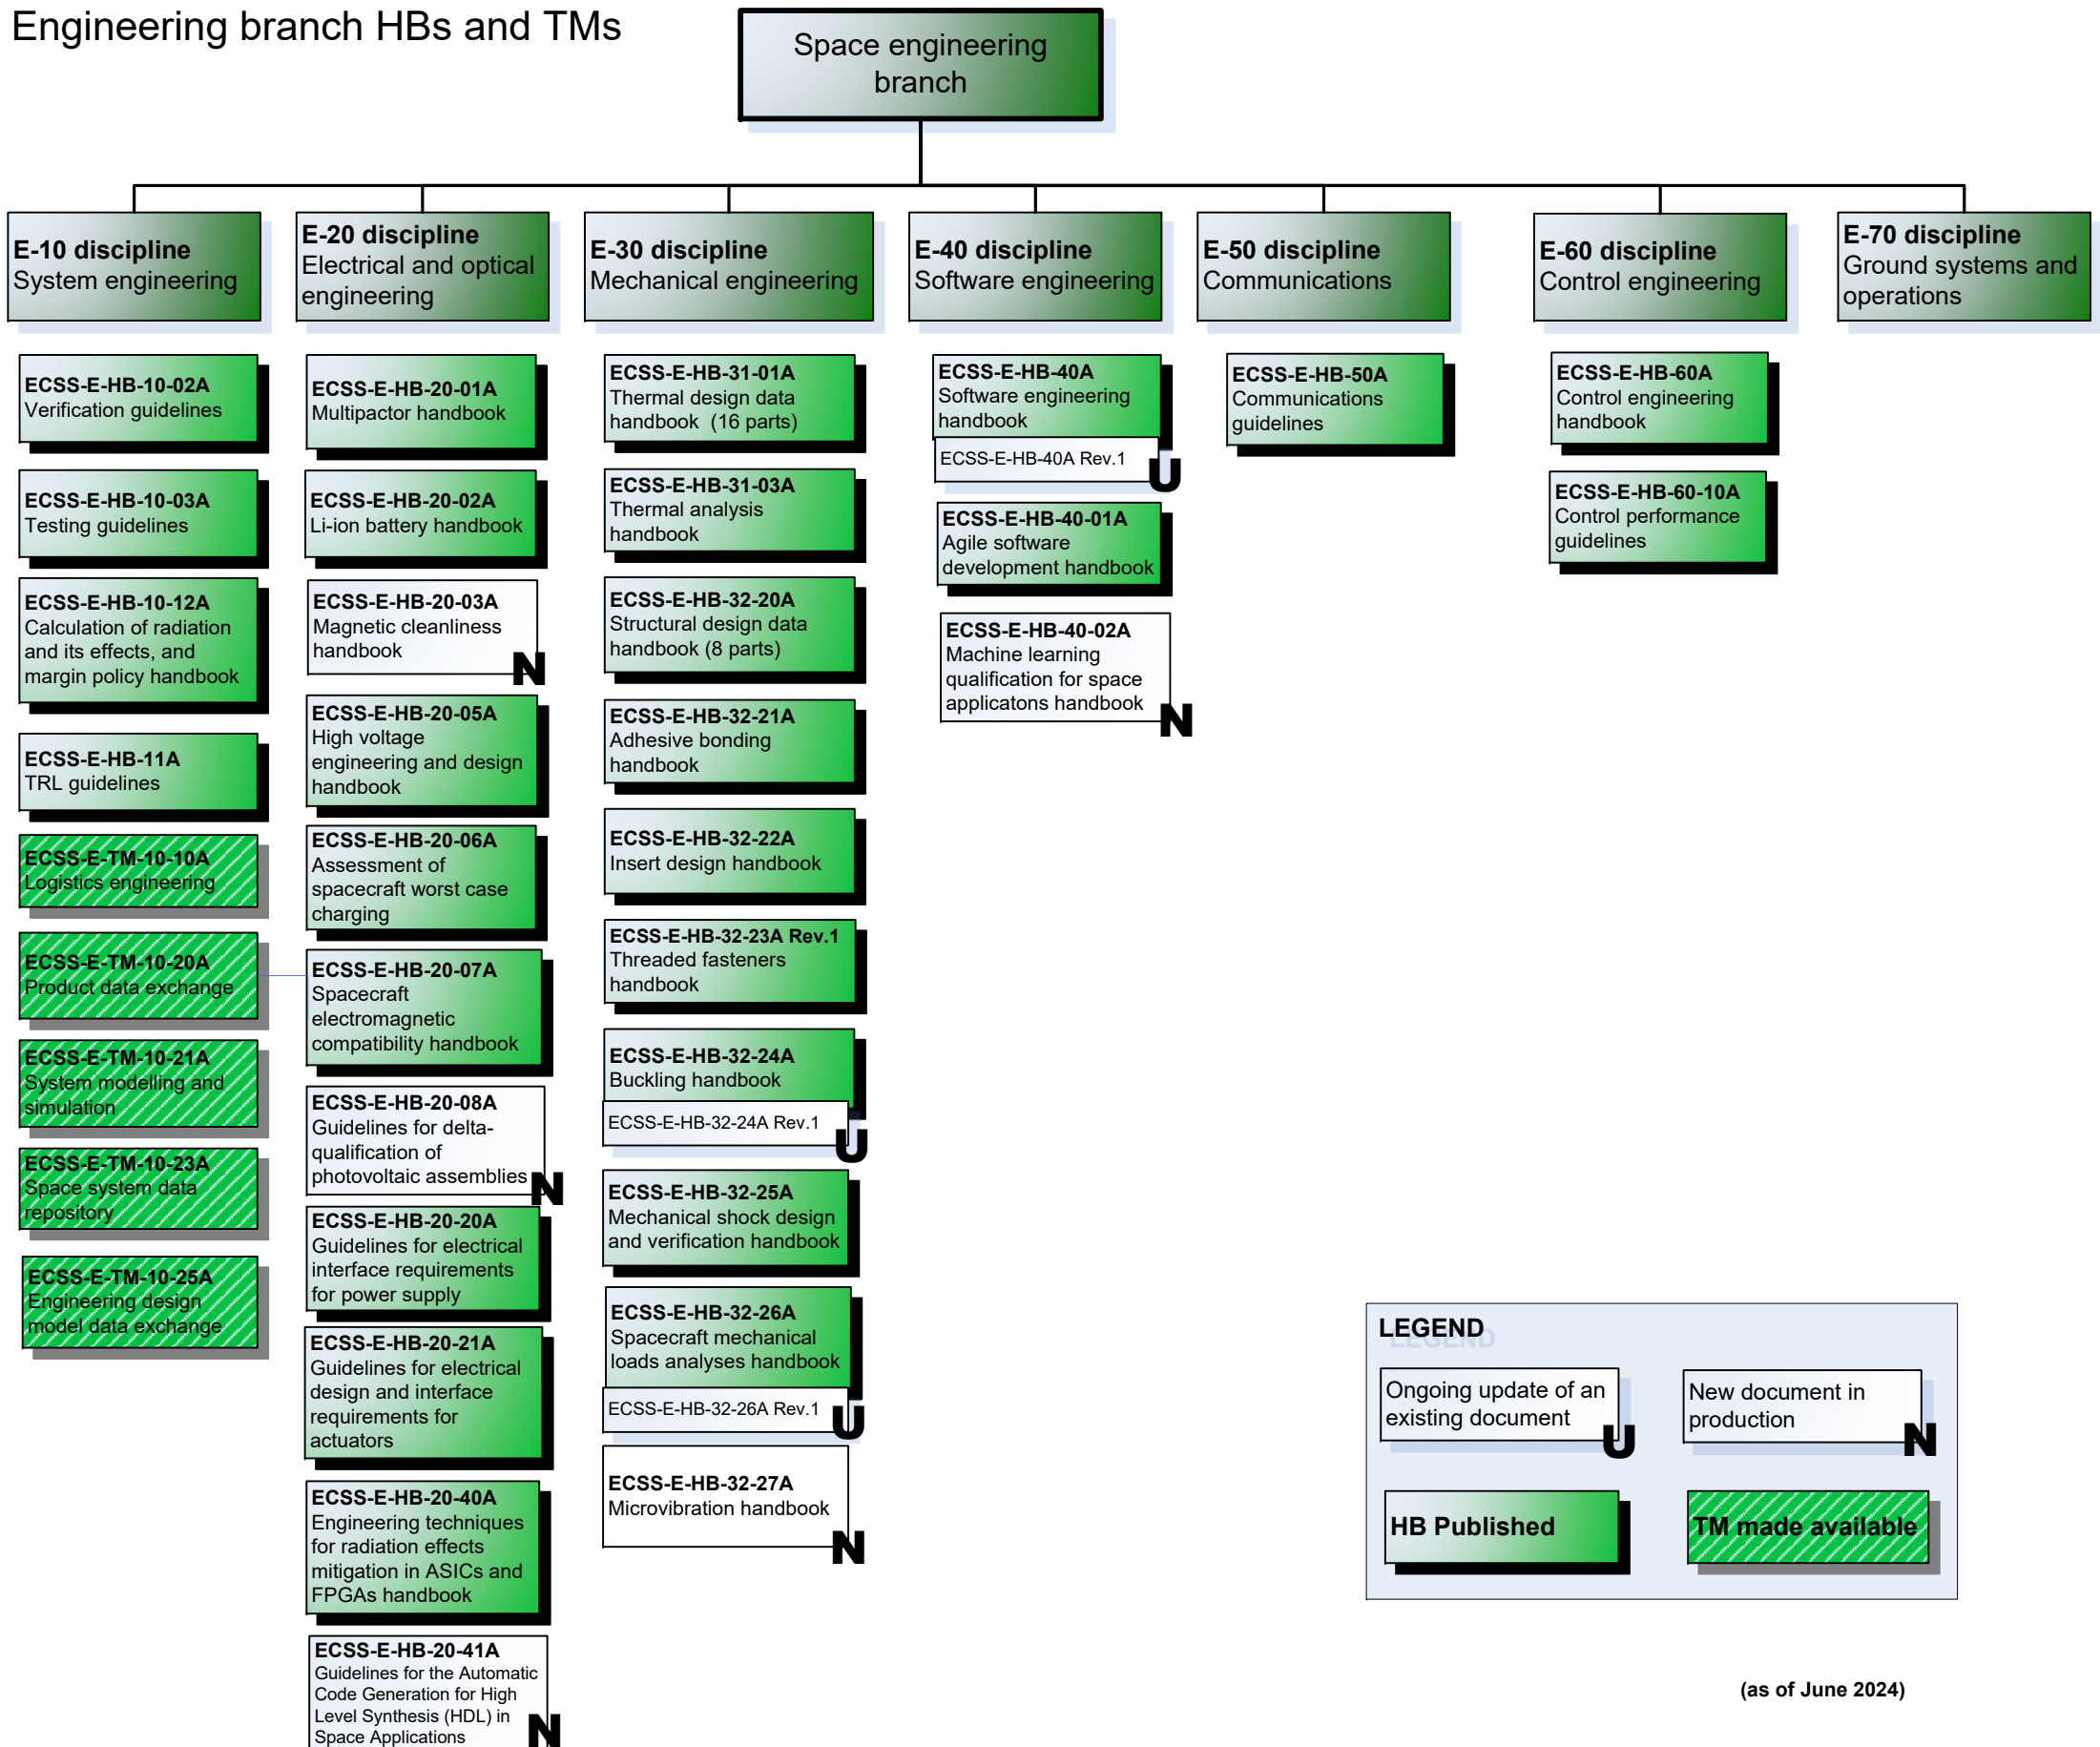 Engineering branch HBs and TMs
Space engineering
branch
E-10 discipline
System engineering
E-20 discipline
Electrical and optical
engineering
E-30 discipline
Mechanical engineering
E-40 discipline
Software engineering
E-50 discipline
Communications
E-60 discipline
Control engineering
E-70 discipline
Ground systems and
operations
ECSS-E-HB-10-02A
Verification guidelines
ECSS-E-HB-10-03A
Testing guidelines
ECSS-E-HB-10-12A
Calculation of radiation
and its effects, and
margin policy handbook
ECSS-E-HB-11A
TRL guidelines
ECSS-E-TM-10-10A
Logistics engineering
ECSS-E-TM-10-20A
Product data exchange
ECSS-E-TM-10-21A
System modelling and
simulation
ECSS-E-TM-10-23A
Space system data
repository
ECSS-E-TM-10-25A
Engineering design
model data exchange
ECSS-E-HB-20-01A
Multipactor handbook
ECSS-E-HB-20-02A
Li-ion battery handbook
ECSS-E-HB-20-03A
Magnetic cleanliness
handbook
N
ECSS-E-HB-20-05A
High voltage
engineering and design
handbook
ECSS-E-HB-20-06A
Assessment of
spacecraft worst case
charging
ECSS-E-HB-20-07A
Spacecraft
electromagnetic
compatibility handbook
ECSS-E-HB-20-08A
Guidelines for delta-
qualification of
photovoltaic assemblies
N
ECSS-E-HB-20-20A
Guidelines for electrical
interface requirements
for power supply
ECSS-E-HB-20-21A
Guidelines for electrical
design and interface
requirements for
actuators
ECSS-E-HB-20-40A
Engineering techniques
for radiation effects
mitigation in ASICs and
FPGAs handbook
ECSS-E-HB-20-41A
Guidelines for the Automatic
Code Generation for High
Level Synthesis (HDL) in
Space Applications
N
ECSS-E-HB-31-01A
Thermal design data
handbook (16 parts)
ECSS-E-HB-31-03A
Thermal analysis
handbook
ECSS-E-HB-32-20A
Structural design data
handbook (8 parts)
ECSS-E-HB-32-21A
Adhesive bonding
handbook
ECSS-E-HB-32-22A
Insert design handbook
ECSS-E-HB-32-23A Rev.1
Threaded fasteners
handbook
ECSS-E-HB-32-24A
Buckling handbook
ECSS-E-HB-32-24A Rev.1
U
ECSS-E-HB-32-25A
Mechanical shock design
and verification handbook
ECSS-E-HB-32-26A
Spacecraft mechanical
loads analyses handbook
ECSS-E-HB-32-26A Rev.1
U
ECSS-E-HB-32-27A
Microvibration handbook
N
ECSS-E-HB-40A
Software engineering
handbook
ECSS-E-HB-40A Rev.1
U
ECSS-E-HB-40-01A
Agile software
development handbook
ECSS-E-HB-40-02A
Machine learning
qualification for space
applicatons handbook
N
ECSS-E-HB-50A
Communications
guidelines
ECSS-E-HB-60A
Control engineering
handbook
ECSS-E-HB-60-10A
Control performance
guidelines
LEGEND
Ongoing update of an
existing document
U
New document in
production
N
HB Published
TM made available
(as of June 2024)